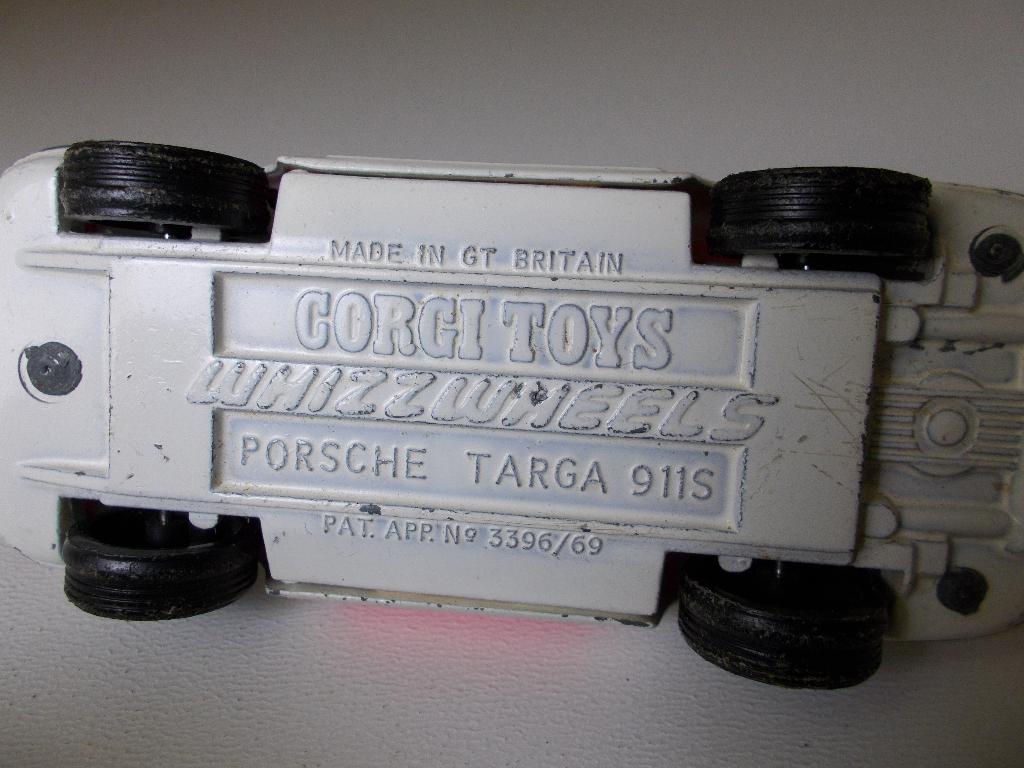 MADE IN GT BRITAIN
CORGI TOYS
WHIZZWHEELS
PORSCHE TARGA 911S
PAT. APP. Nº 3396/69